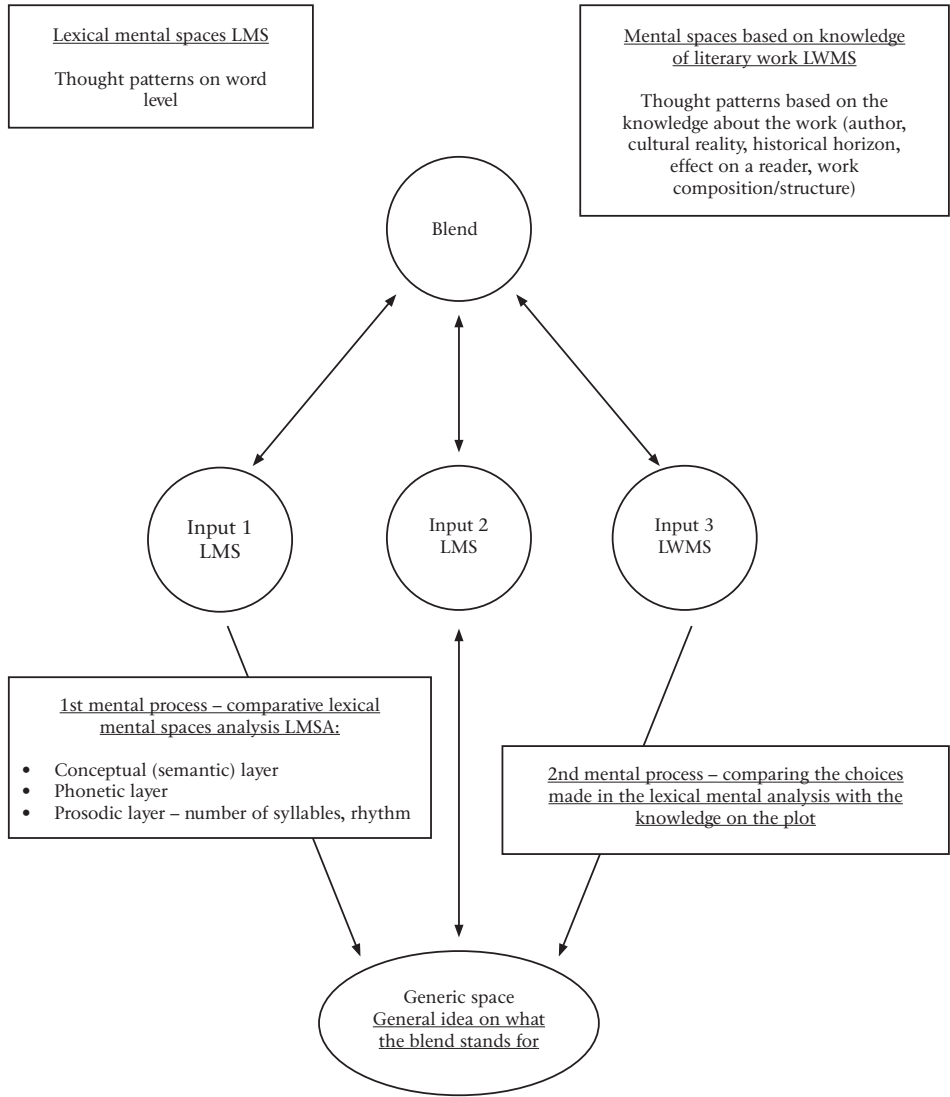 Lexical mental spaces LMS
Thought patterns on word
level
Mental spaces based on knowledge
of literary work LWMS
Thought patterns based on the
knowledge about the work (author,
cultural reality, historical horizon,
effect on a reader, work
composition/structure)
Blend
Input 1
LMS
Input 2
LMS
Input 3
LWMS
1st mental process – comparative lexical
mental spaces analysis LMSA:
• Conceptual (semantic) layer
• Phonetic layer
• Prosodic layer – number of syllables, rhythm
2nd mental process – comparing the choices
made in the lexical mental analysis with the
knowledge on the plot
Generic space
General idea on what
the blend stands for